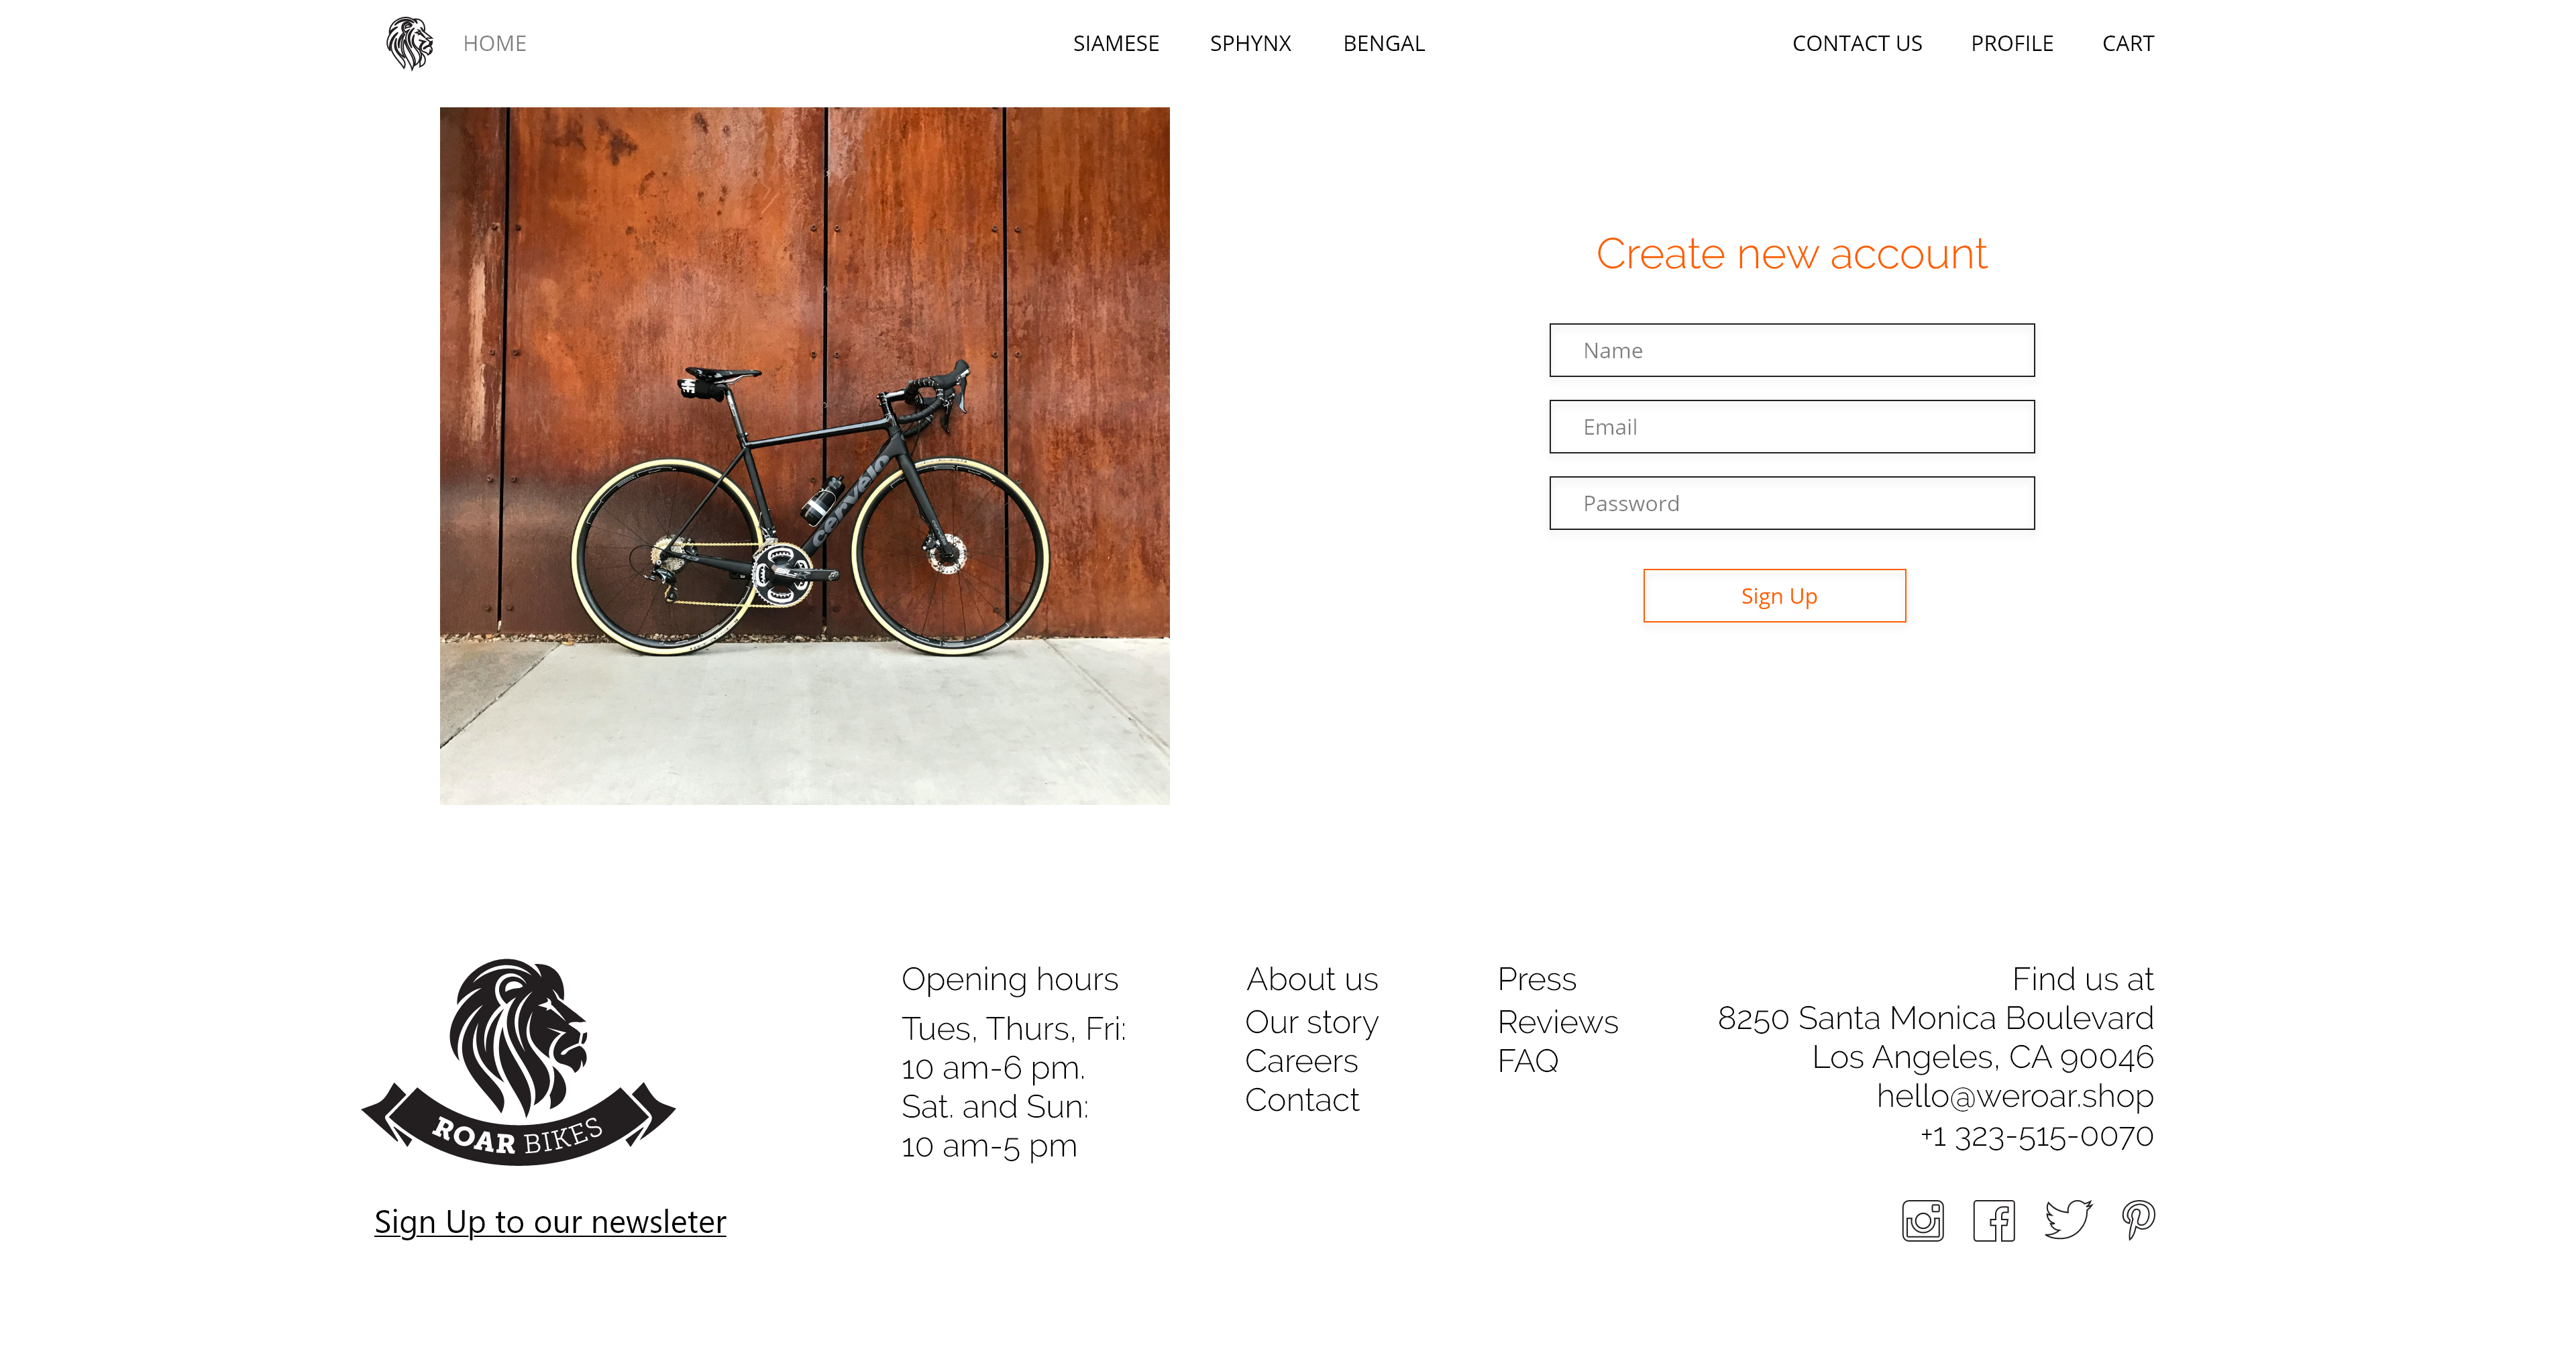 HOME
SIAMESE
SPHYNX
BENGAL
CONTACT US
PROFILE
CART
cervélo
Create new account
Name
Email
Password
Sign Up
ROAR BIKES
Sign Up to our newsleter
Opening hours
Tues, Thurs, Fri:
10 am-6 pm.
Sat. and Sun:
10 am-5 pm
About us
Our story
Careers
Contact
Press
Reviews
FAQ
Find us at
8250 Santa Monica Boulevard
Los Angeles, CA 90046
hello@weroar.shop
+1 323-515-0070